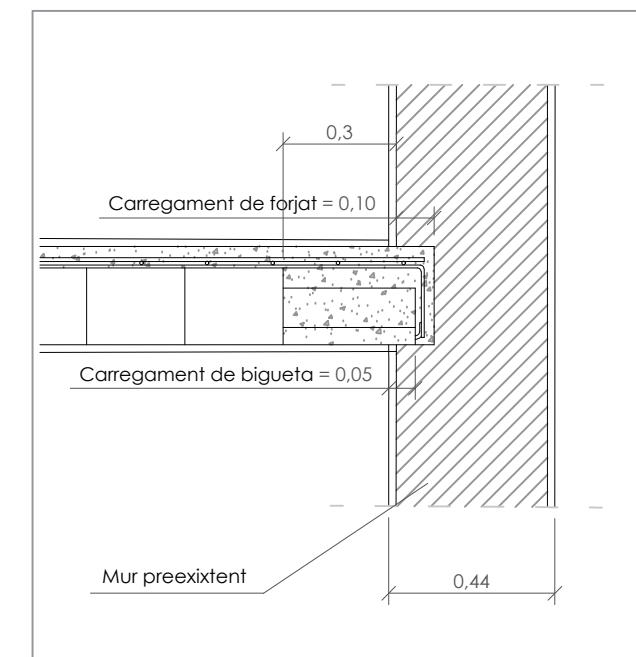 0,3
Carregament de forjat = 0,10
Carregament de bigueta = 0,05
Mur preexixtent
0,44